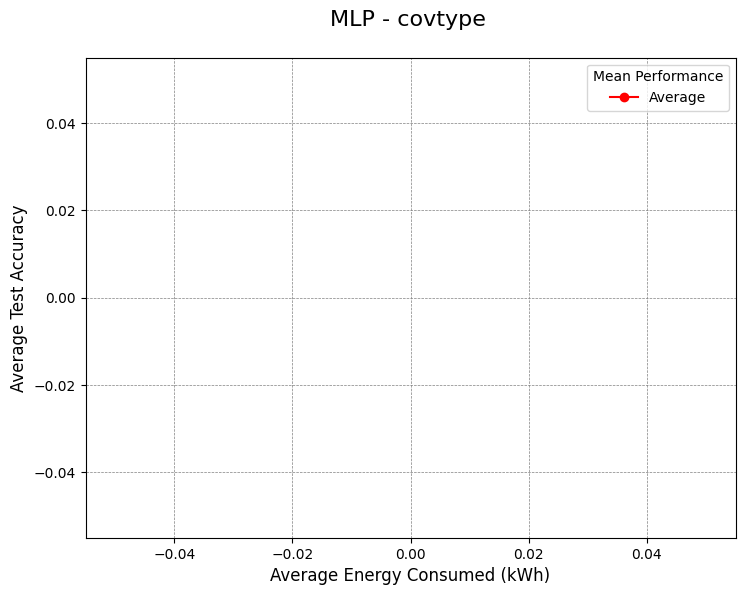 MLP - covtype
Mean Performance
Average
0.04
0.02
0.00
−0.02
−0.04
Average Test Accuracy
−0.04
−0.02
0.00
0.02
0.04
Average Energy Consumed (kWh)